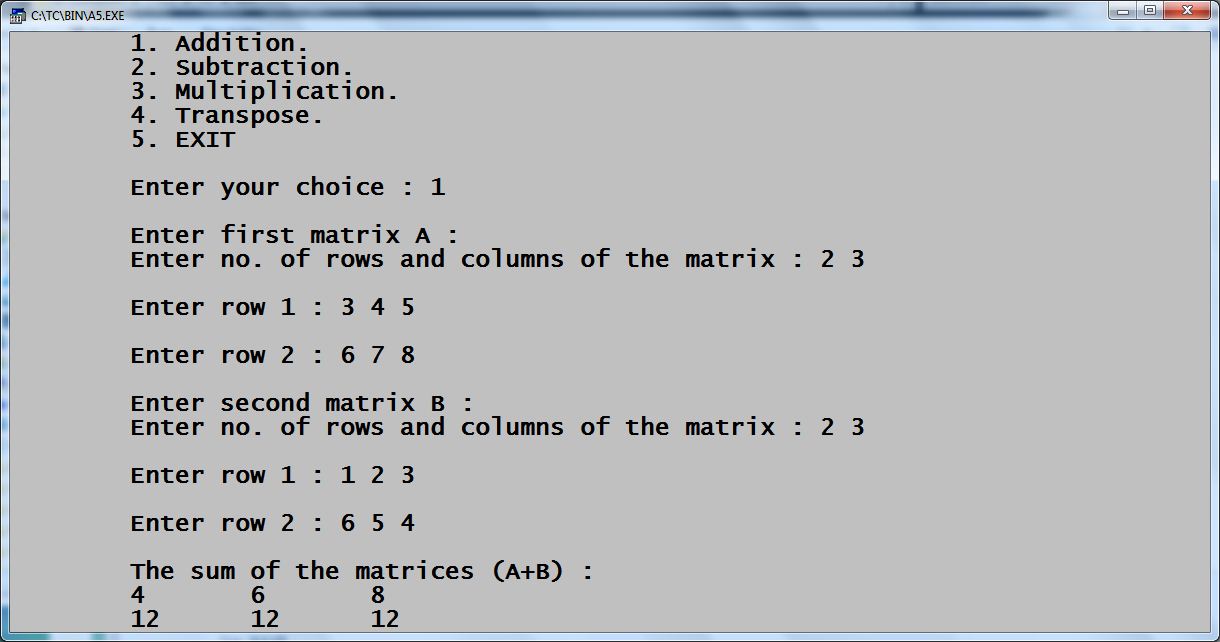 C:\TC\BIN\A5.EXE
1. Addition.
2. Subtraction.
3. Multiplication.
4. Transpose.
5. EXIT
Enter your choice : 1
Enter first matrix A :
Enter no. of rows and columns of the matrix : 2 3
Enter row 1 : 3 4 5
Enter row 2 : 6 7 8
Enter second matrix B :
Enter no. of rows and columns of the matrix : 2 3
Enter row 1 : 1 2 3
Enter row 2 : 6 5 4
The sum of the matrices (A+B) :
4 6 8
12 12 12